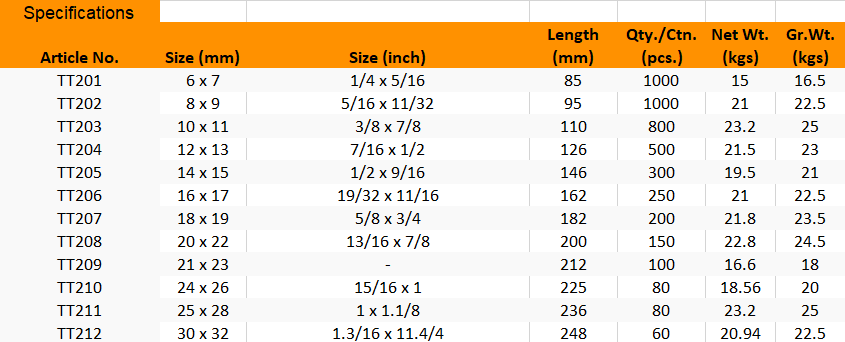 Specifications
Article No. Size (mm) Size (inch) Length (mm) Qty./Ctn. (pcs.) Net Wt. (kgs) Gr.Wt. (kgs)
TT201 6 x 7 1/4 x 5/16 85 1000 15 16.5
TT202 8 x 9 5/16 x 11/32 95 1000 21 22.5
TT203 10 x 11 3/8 x 7/8 110 800 23.2 25
TT204 12 x 13 7/16 x 1/2 126 500 21.5 23
TT205 14 x 15 1/2 x 9/16 146 300 19.5 21
TT206 16 x 17 19/32 x 11/16 162 250 21 22.5
TT207 18 x 19 5/8 x 3/4 182 200 21.8 23.5
TT208 20 x 22 13/16 x 7/8 200 150 22.8 24.5
TT209 21 x 23 - 212 100 16.6 18
TT210 24 x 26 15/16 x 1 225 80 18.56 20
TT211 25 x 28 1 x 1.1/8 236 80 23.2 25
TT212 30 x 32 1.3/16 x 11.4/4 248 60 20.94 22.5